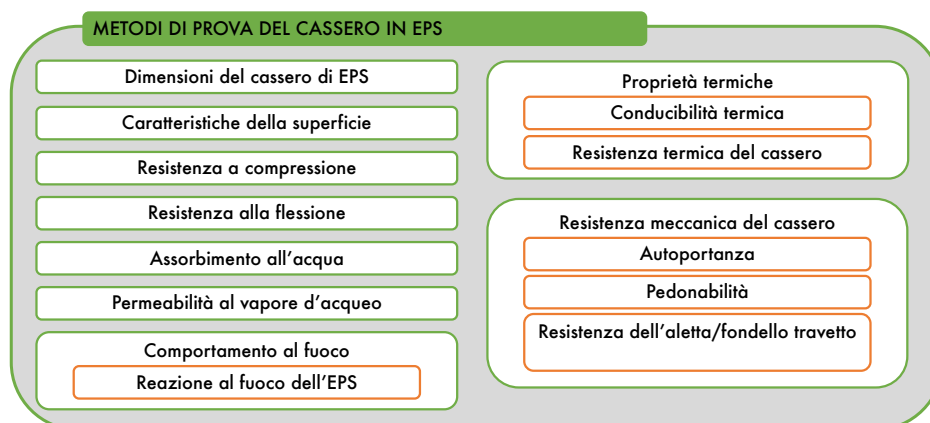 METODI DI PROVA DEL CASSERO IN EPS
Dimensioni del cassero di EPS
Caratteristiche della superficie
Resistenza a compressione
Resistenza alla flessione
Assorbimento all'acqua
Permeabilità al vapore d'acqueo
Comportamento al fuoco
Reazione al fuoco dell'EPS
Proprietà termiche
Conducibilità termica
Resistenza termica del cassero
Resistenza meccanica del cassero
Autoportanza
Pedonabilità
Resistenza dell'aletta/fondello travetto